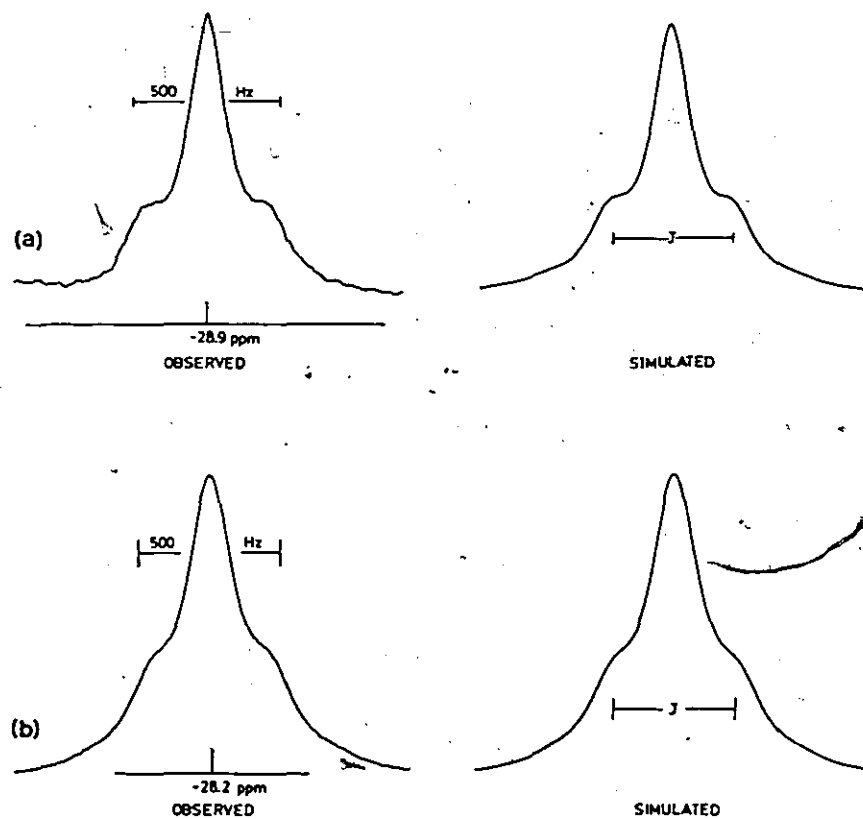 500 Hz
(a)
J
-28.9 ppm
OBSERVED
SIMULATED
500 Hz
(b)
J
-28.2 ppm
OBSERVED
SIMULATED